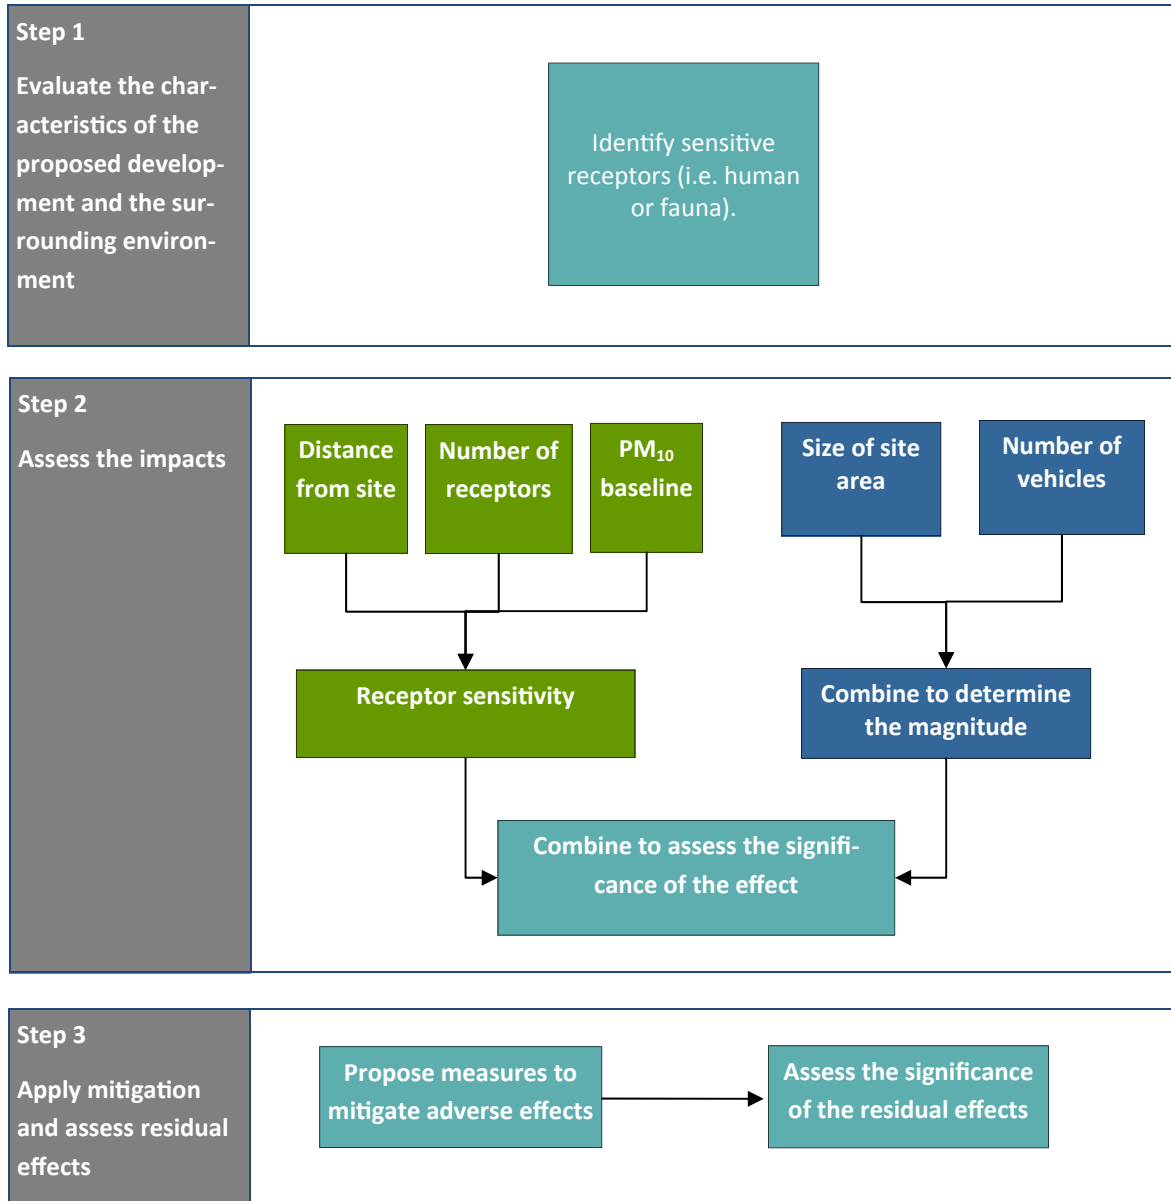 Step 1
Evaluate the char-
acteristics of the
proposed develop-
ment and the sur-
rounding environ-
ment
Identify sensitive
receptors (i.e. human
or fauna).
Step 2
Assess the impacts
Distance
from site
Number of
receptors
PM₁₀
baseline
Size of site
area
Number of
vehicles
Receptor sensitivity
Combine to determine
the magnitude
Combine to assess the signifi-
cance of the effect
Step 3
Apply mitigation
and assess residual
effects
Propose measures to
mitigate adverse effects
Assess the significance
of the residual effects